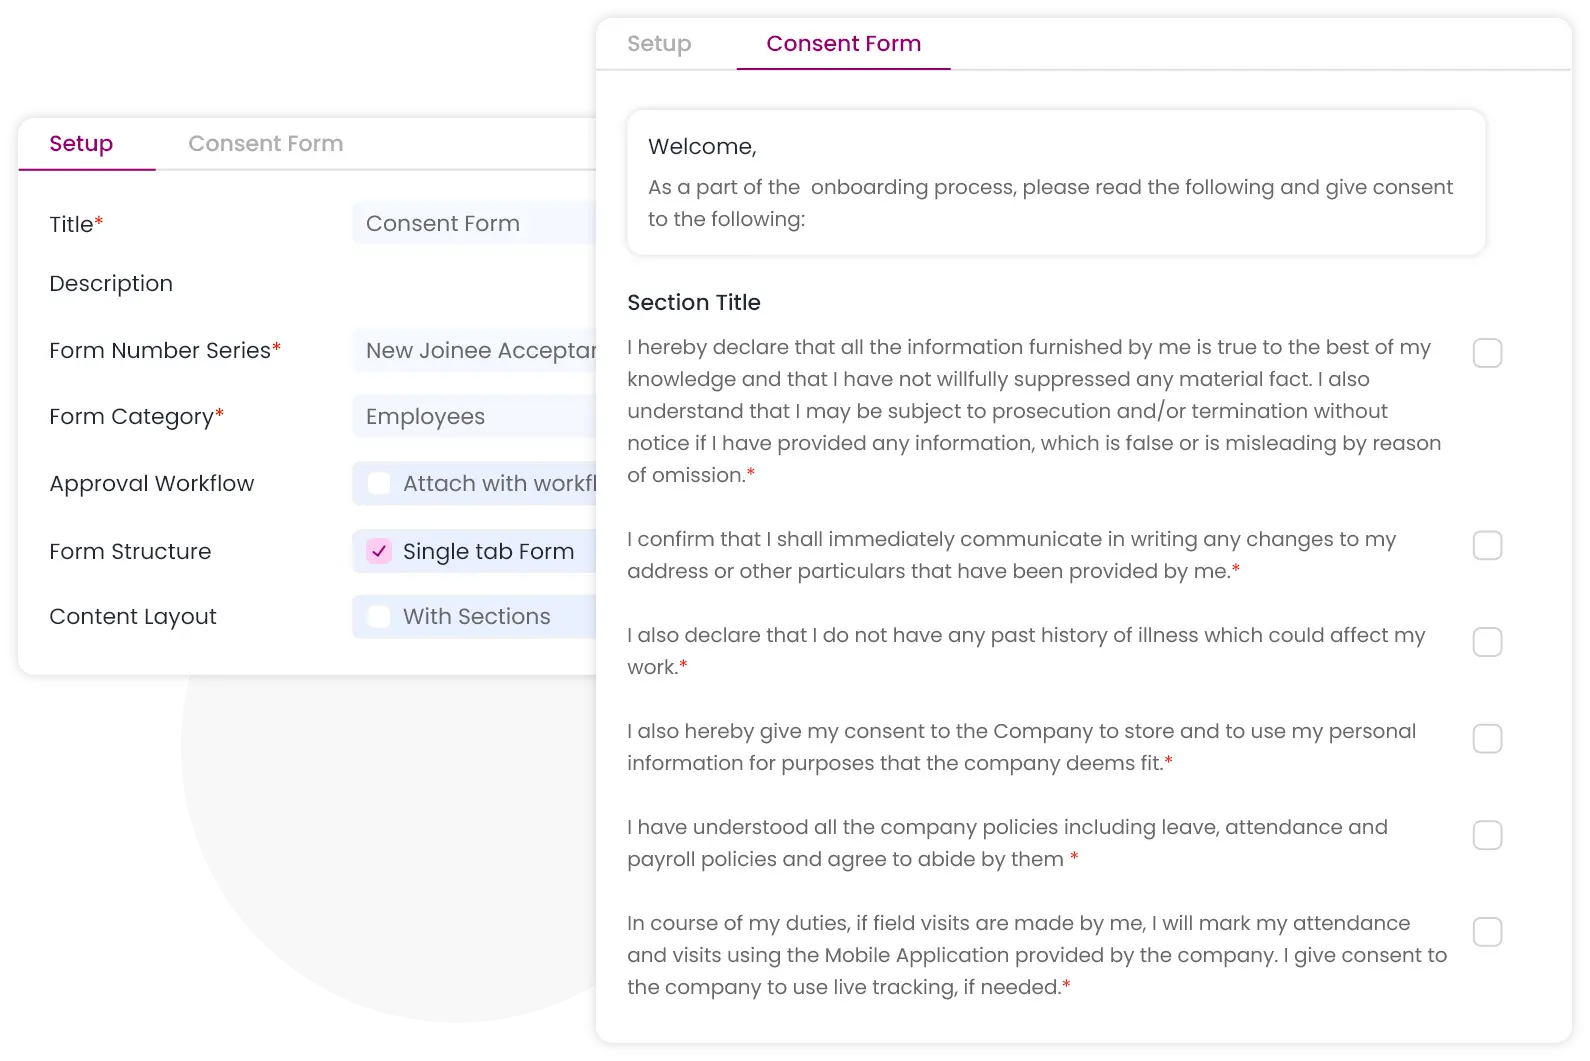 Setup
Consent Form
Title*
Consent Form
Description
Form Number Series*
New Joinee
Form Category*
Employees
Approval Workflow
Attach with
Form Structure
Single tab Form
Content Layout
With Sections
Setup
Consent Form
Welcome,
As a part of the onboarding process, please read the following and give consent
to the following:
Section Title
I hereby declare that all the information furnished by me is true to the best of my
knowledge and that I have not willfully suppressed any material fact. I also
understand that I may be subject to prosecution and/or termination without
notice if I have provided any information, which is false or is misleading by reason
of omission.*
I confirm that I shall immediately communicate in writing any changes to my
address or other particulars that have been provided by me.*
I also declare that I do not have any past history of illness which could affect my
work.*
I also hereby give my consent to the Company to store and to use my personal
information for purposes that the company deems fit.*
I have understood all the company policies including leave, attendance and
payroll policies and agree to abide by them *
In course of my duties, if field visits are made by me, I will mark my attendance
and visits using the Mobile Application provided by the company. I give consent to
the company to use live tracking, if needed.*